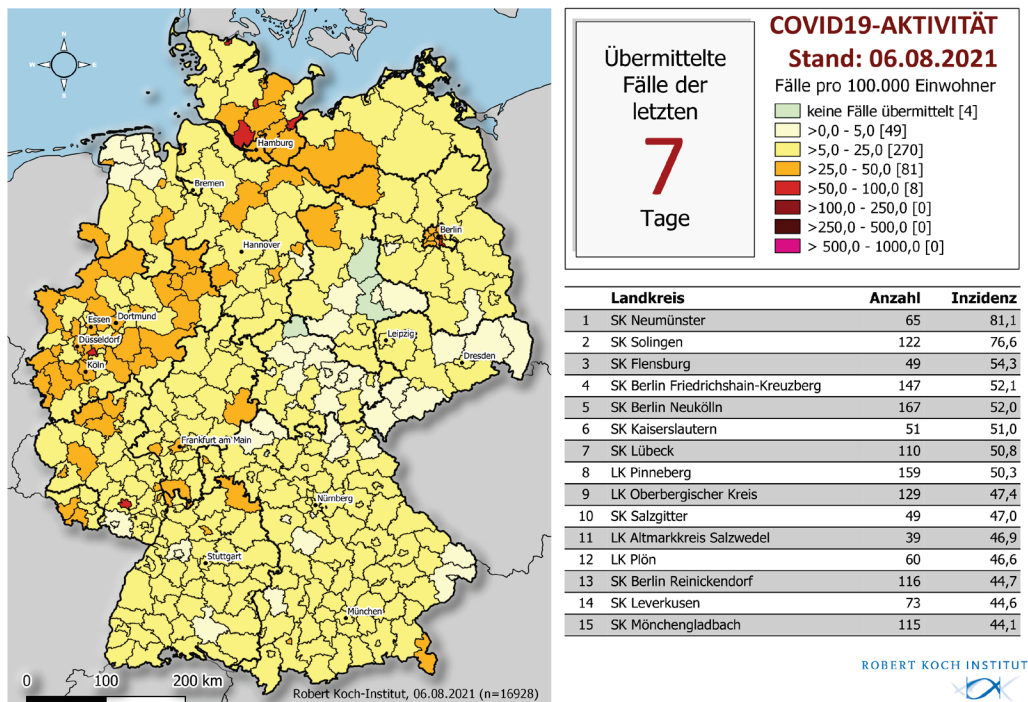 N
W
E
S
Hamburg
Bremen
Berlin
Hannover
Essen
Dortmund
Düsseldorf
Köln
Leipzig
Dresden
Frankfurt am Main
Nürnberg
Stuttgart
München
0 100 200 km
Robert Koch-Institut, 06.08.2021 (n=16928)
Übermittelte
Fälle der
letzten
7
Tage
COVID19-AKTIVITÄT
Stand: 06.08.2021
Fälle pro 100.000 Einwohner
keine Fälle übermittelt [4]
>0,0 - 5,0 [49]
>5,0 - 25,0 [270]
>25,0 - 50,0 [81]
>50,0 - 100,0 [8]
>100,0 - 250,0 [0]
>250,0 - 500,0 [0]
> 500,0 - 1000,0 [0]
Landkreis Anzahl Inzidenz
1 SK Neumünster 65 81,1
2 SK Solingen 122 76,6
3 SK Flensburg 49 54,3
4 SK Berlin Friedrichshain-Kreuzberg 147 52,1
5 SK Berlin Neukölln 167 52,0
6 SK Kaiserslautern 51 51,0
7 SK Lübeck 110 50,8
8 LK Pinneberg 159 50,3
9 LK Oberbergischer Kreis 129 47,4
10 SK Salzgitter 49 47,0
11 LK Altmarkkreis Salzwedel 39 46,9
12 LK Plön 60 46,6
13 SK Berlin Reinickendorf 116 44,7
14 SK Leverkusen 73 44,6
15 SK Mönchengladbach 115 44,1
ROBERT KOCH INSTITUT